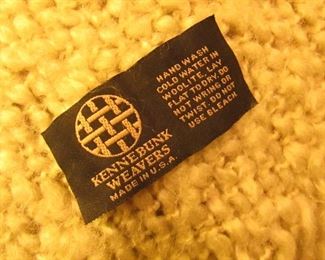 KENNEBUNK
WEAVERS
MADE IN U.S.A.
HAND WASH
COLD WATER IN
WOOLITE. LAY
FLAT TO DRY. DO
NOT WRING OR
TWIST. DO NOT
USE BLEACH